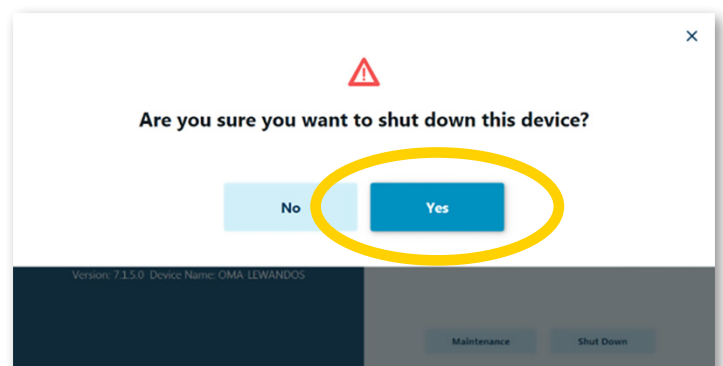 Are you sure you want to shut down this device?
No Yes
Version: 7.1.5.0 Device Name: OMA LEWANDOS
Maintenance Shut Down